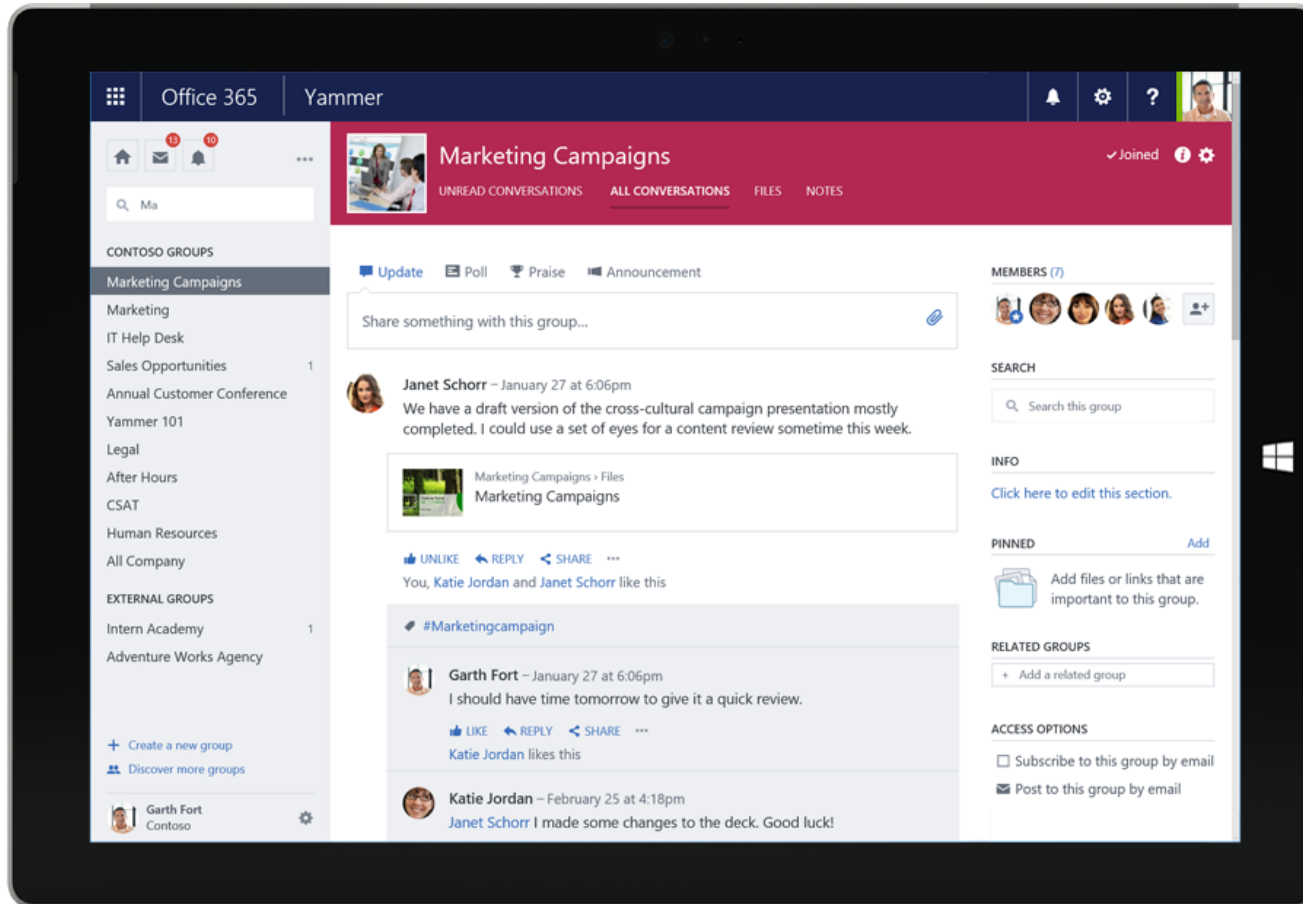 Office 365
Yammer
?
13
10
Ma
CONTOSO GROUPS
Marketing Campaigns
Marketing
IT Help Desk
Sales Opportunities 1
Annual Customer Conference
Yammer 101
Legal
After Hours
CSAT
Human Resources
All Company
EXTERNAL GROUPS
Intern Academy 1
Adventure Works Agency
+ Create a new group
Discover more groups
Garth Fort
Contoso
Marketing Campaigns
Joined
UNREAD CONVERSATIONS ALL CONVERSATIONS FILES NOTES
Update Poll Praise Announcement
Share something with this group...
Janet Schorr – January 27 at 6:06pm
We have a draft version of the cross-cultural campaign presentation mostly
completed. I could use a set of eyes for a content review sometime this week.
Marketing Campaigns › Files
Marketing Campaigns
UNLIKE REPLY SHARE
You, Katie Jordan and Janet Schorr like this
#Marketingcampaign
Garth Fort – January 27 at 6:06pm
I should have time tomorrow to give it a quick review.
LIKE REPLY SHARE
Katie Jordan likes this
Katie Jordan – February 25 at 4:18pm
Janet Schorr I made some changes to the deck. Good luck!
MEMBERS (7)
SEARCH
Search this group
INFO
Click here to edit this section.
PINNED Add
Add files or links that are
important to this group.
RELATED GROUPS
+ Add a related group
ACCESS OPTIONS
Subscribe to this group by email
Post to this group by email